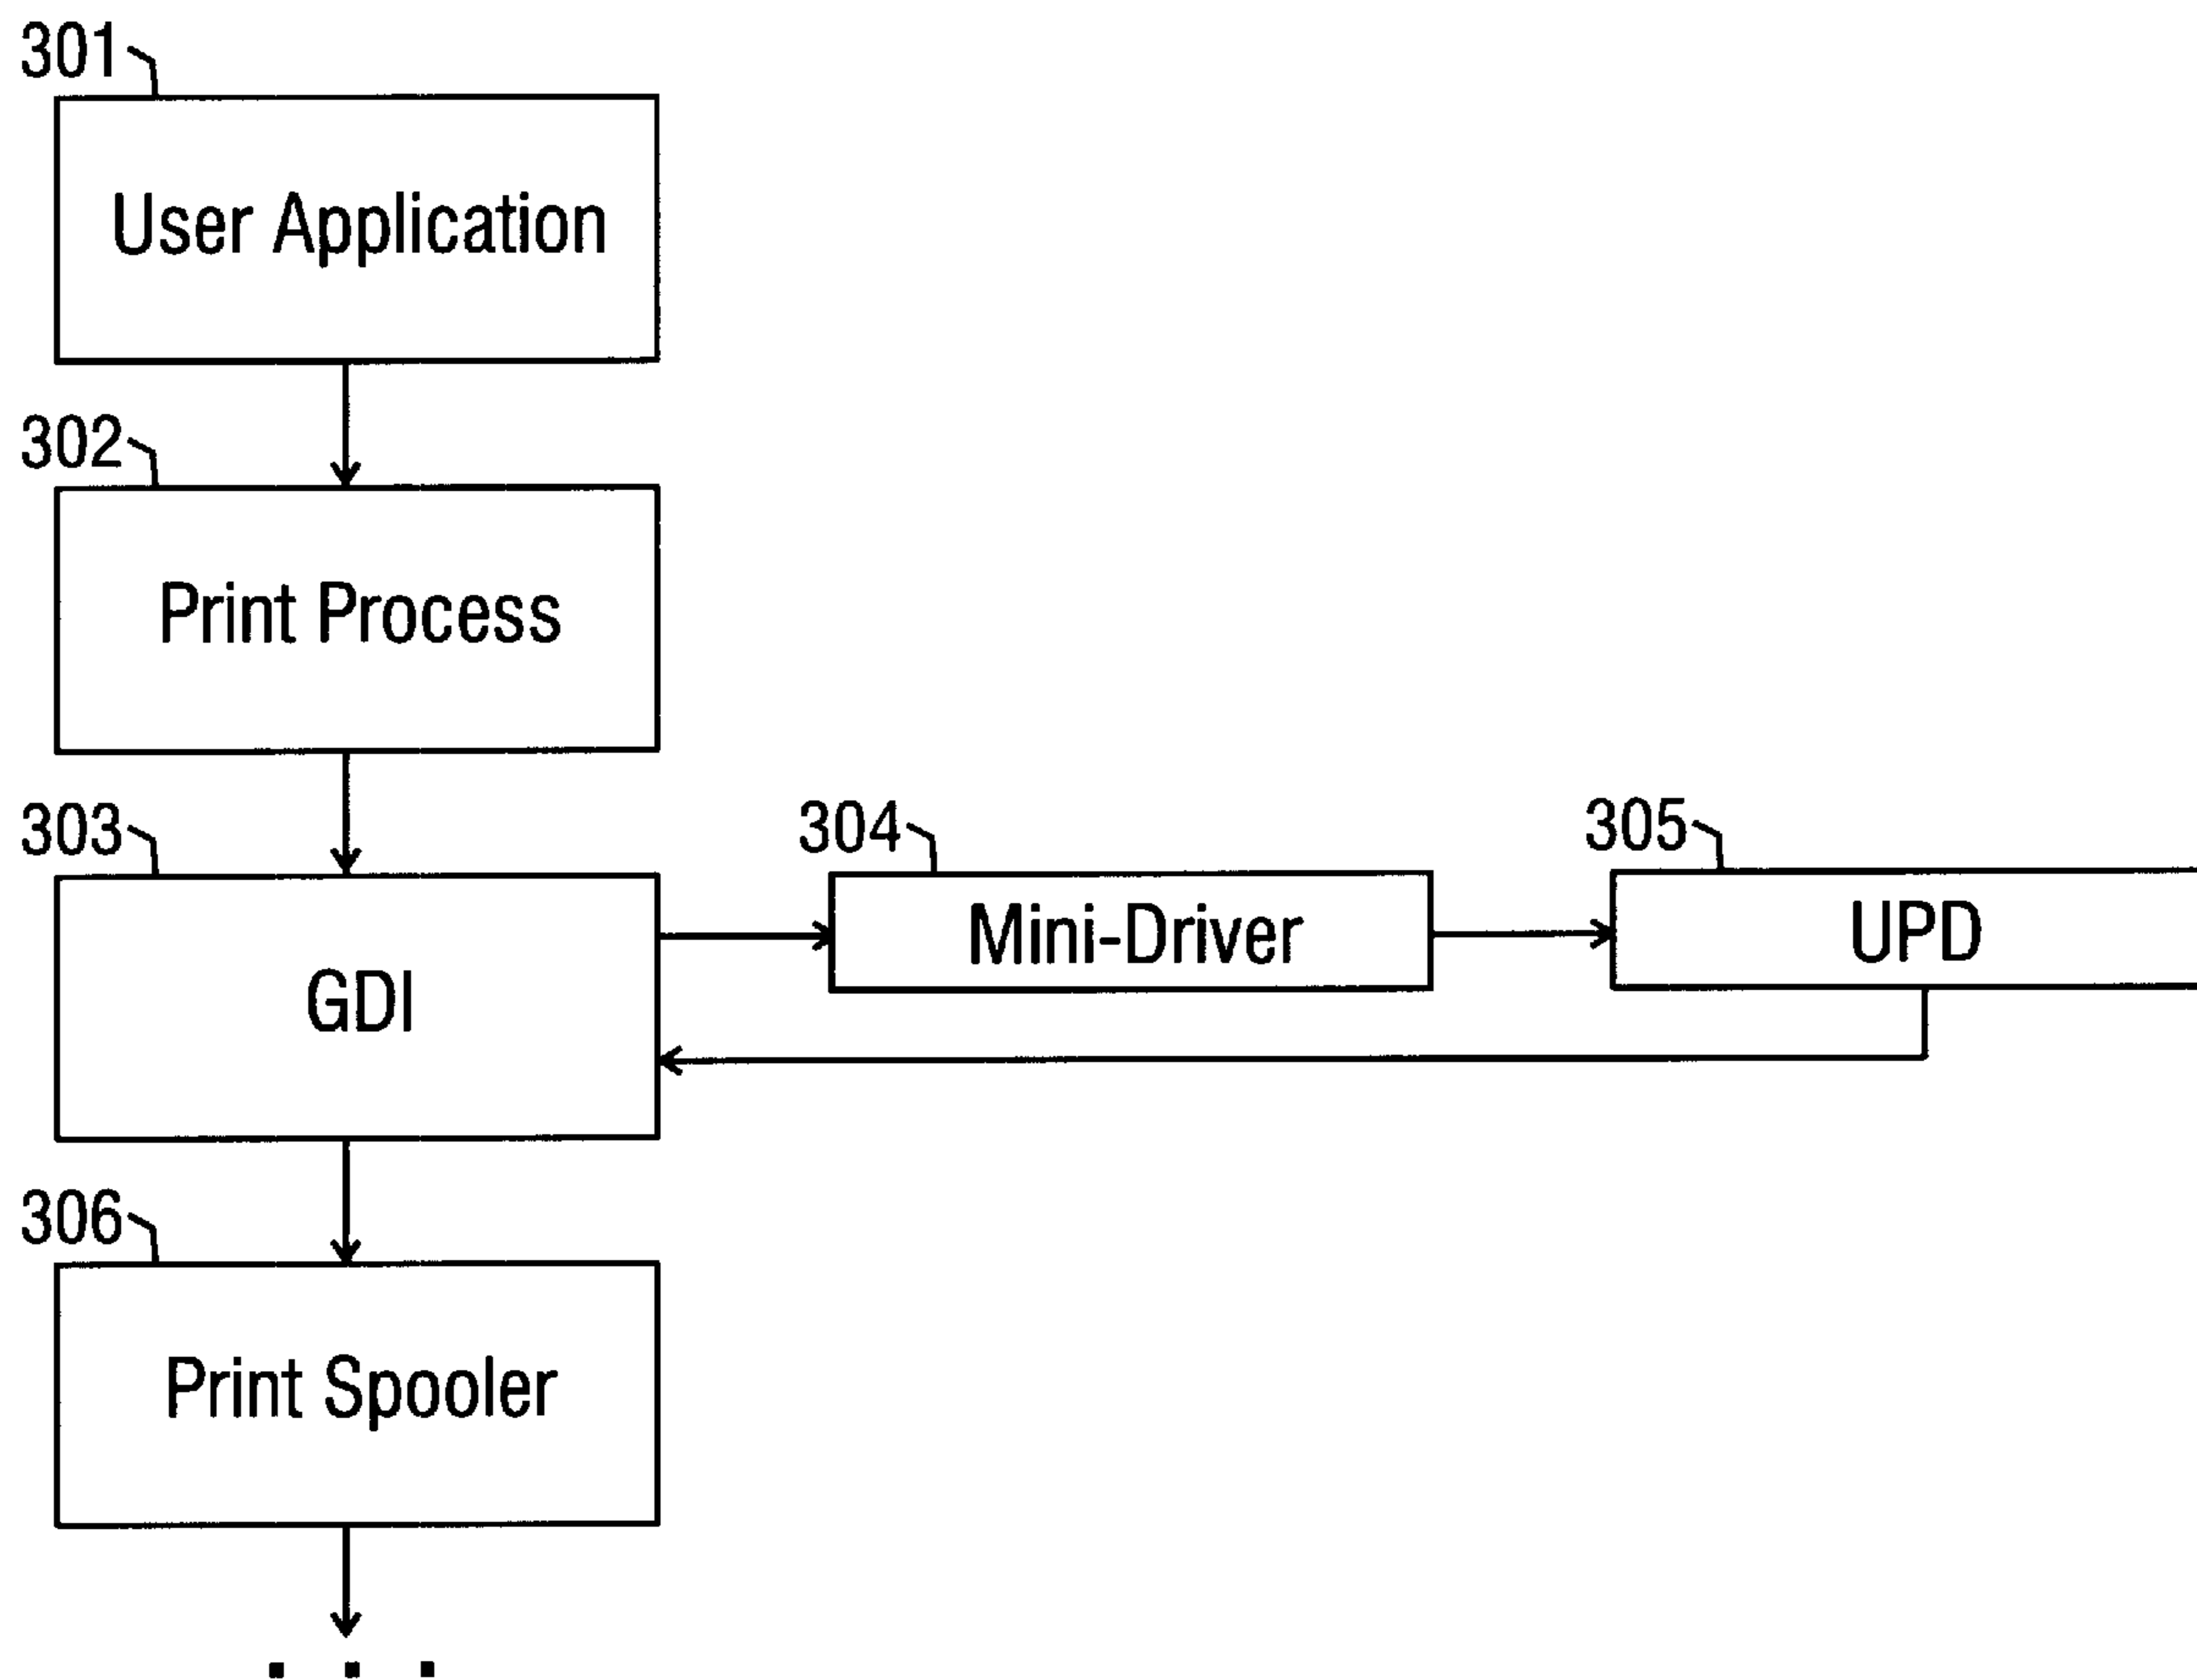 301
User Application
302
Print Process
303
GDI
304
Mini-Driver
305
UPD
306
Print Spooler
. . .